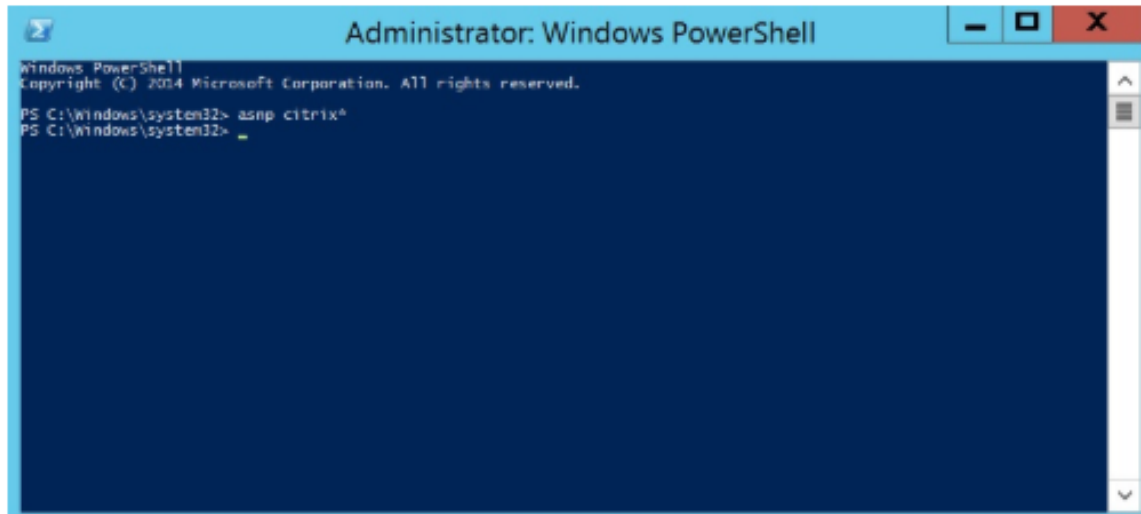 Administrator: Windows PowerShell
Windows PowerShell
Copyright (C) 2014 Microsoft Corporation. All rights reserved.
PS C:\Windows\system32> asnp citrix*
PS C:\Windows\system32> _